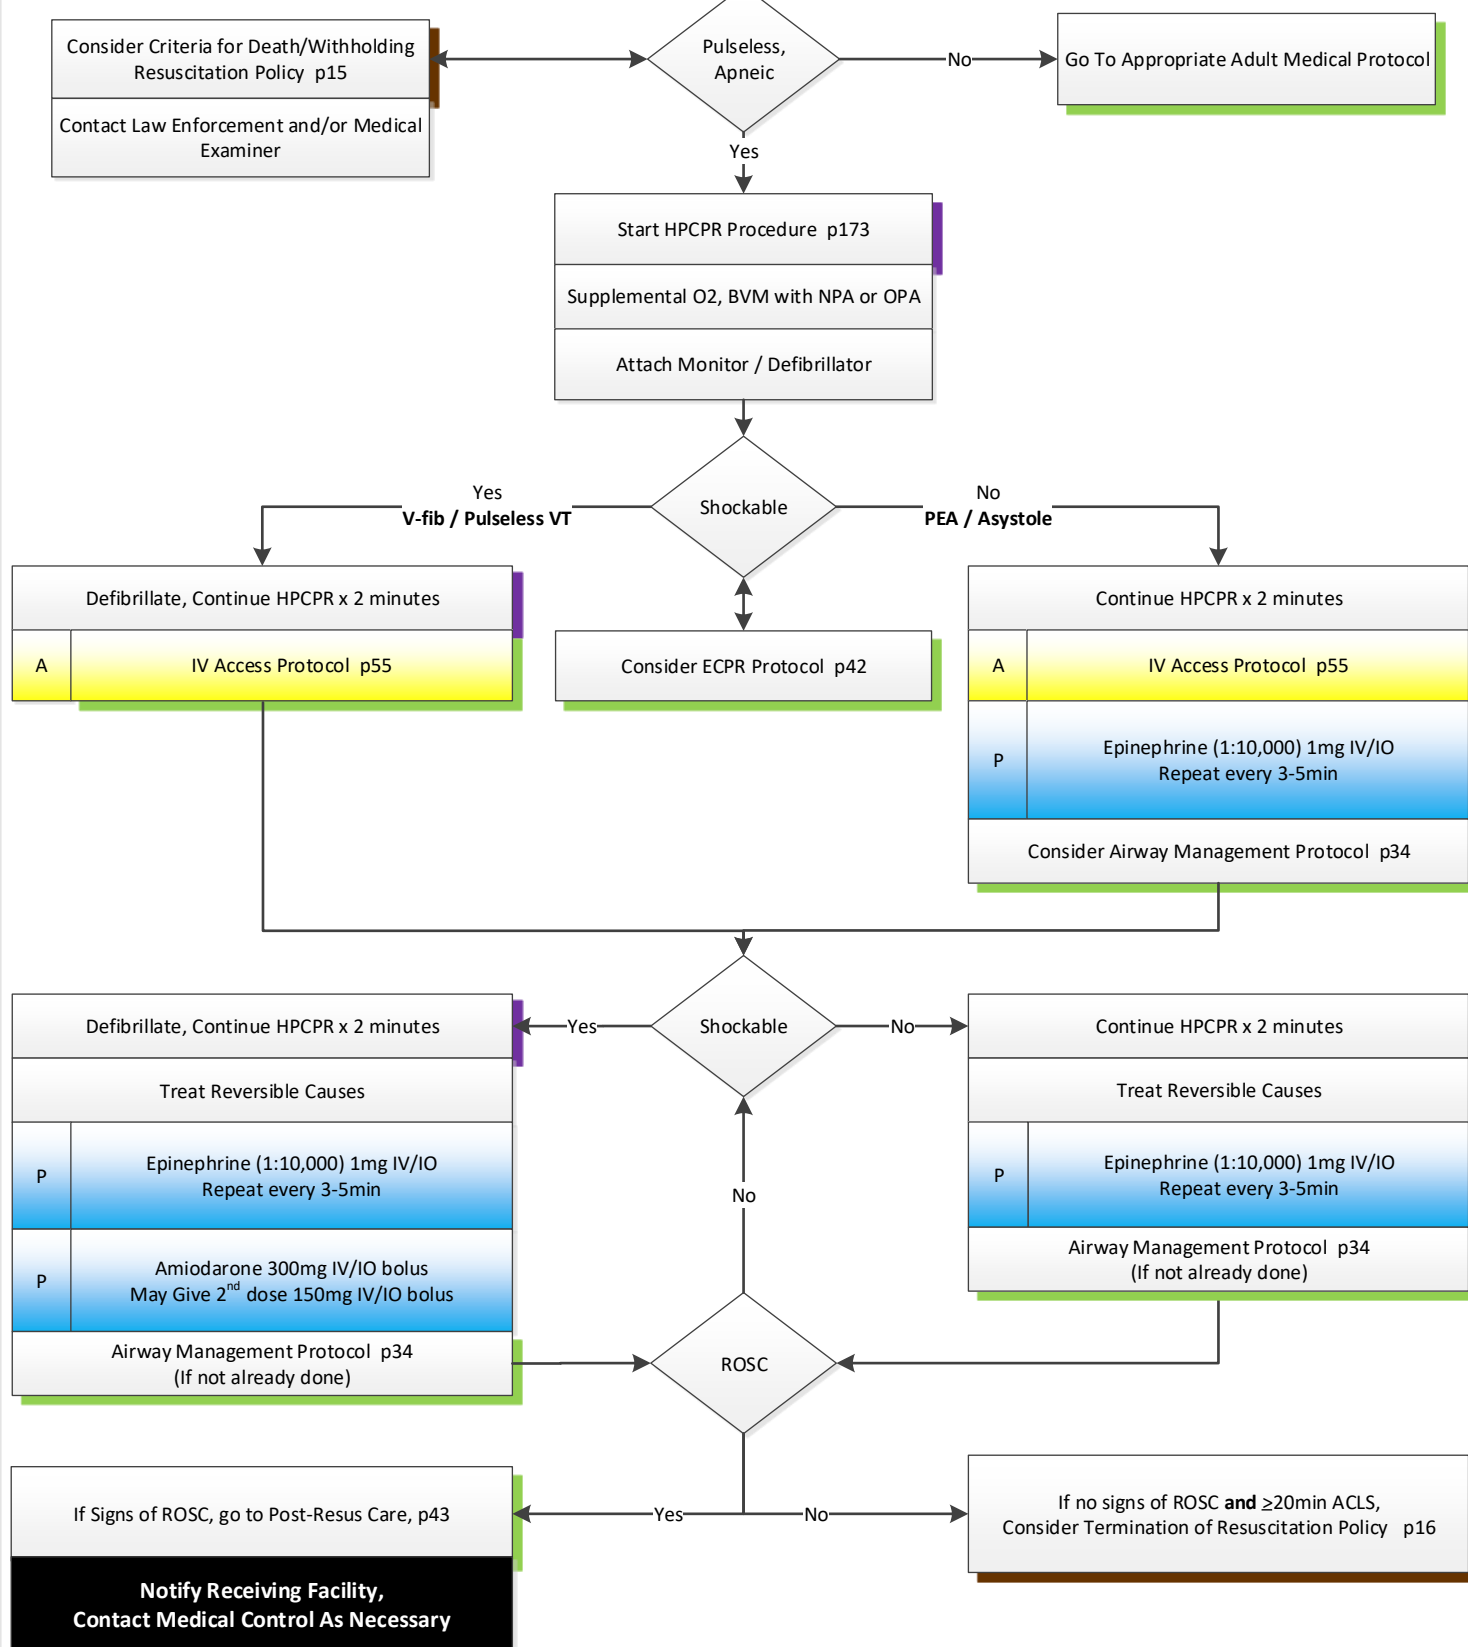 Consider Criteria for Death/Withholding
Resuscitation Policy  p15
Contact Law Enforcement and/or Medical
Examiner
Pulseless,
Apneic
No
Go To Appropriate Adult Medical Protocol
Yes
Start HPCPR Procedure  p173
Supplemental O2, BVM with NPA or OPA
Attach Monitor / Defibrillator
Shockable
Yes
V-fib / Pulseless VT
No
PEA / Asystole
Defibrillate, Continue HPCPR x 2 minutes
A
IV Access Protocol  p55
Consider ECPR Protocol  p42
Continue HPCPR x 2 minutes
A
IV Access Protocol  p55
P
Epinephrine (1:10,000) 1mg IV/IO
Repeat every 3-5min
Consider Airway Management Protocol  p34
Shockable
Yes
No
Defibrillate, Continue HPCPR x 2 minutes
Treat Reversible Causes
P
Epinephrine (1:10,000) 1mg IV/IO
Repeat every 3-5min
P
Amiodarone 300mg IV/IO bolus
May Give 2nd dose 150mg IV/IO bolus
Airway Management Protocol  p34
(If not already done)
No
Continue HPCPR x 2 minutes
Treat Reversible Causes
P
Epinephrine (1:10,000) 1mg IV/IO
Repeat every 3-5min
Airway Management Protocol  p34
(If not already done)
ROSC
Yes
No
If Signs of ROSC, go to Post-Resus Care, p43
Notify Receiving Facility,
Contact Medical Control As Necessary
If no signs of ROSC and ≥20min ACLS,
Consider Termination of Resuscitation Policy   p16